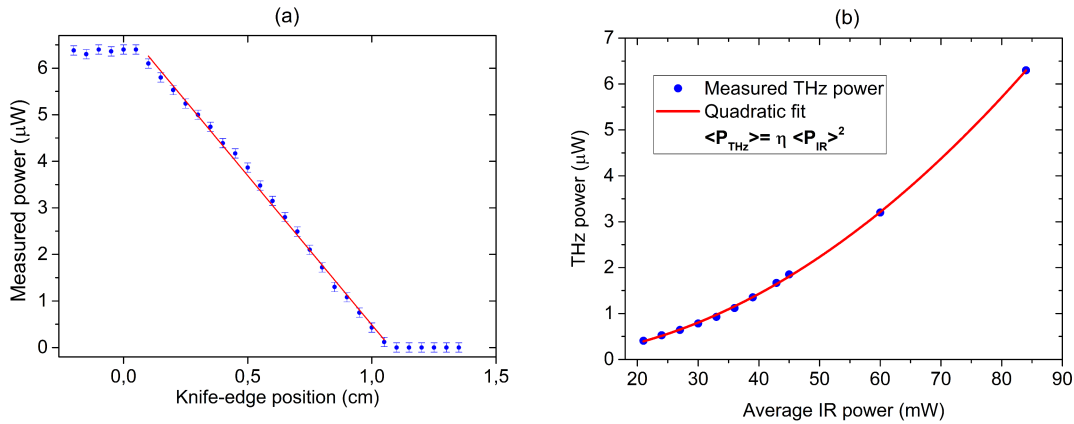 (a)
Measured power (μW)
6
5
4
3
2
1
0
0,0 0,5 1,0 1,5
Knife-edge position (cm)
(b)
THz power (μW)
7
6
5
4
3
2
1
0
Measured THz power
Quadratic fit
<P_THz>= η <P_IR>²
20 30 40 50 60 70 80 90
Average IR power (mW)